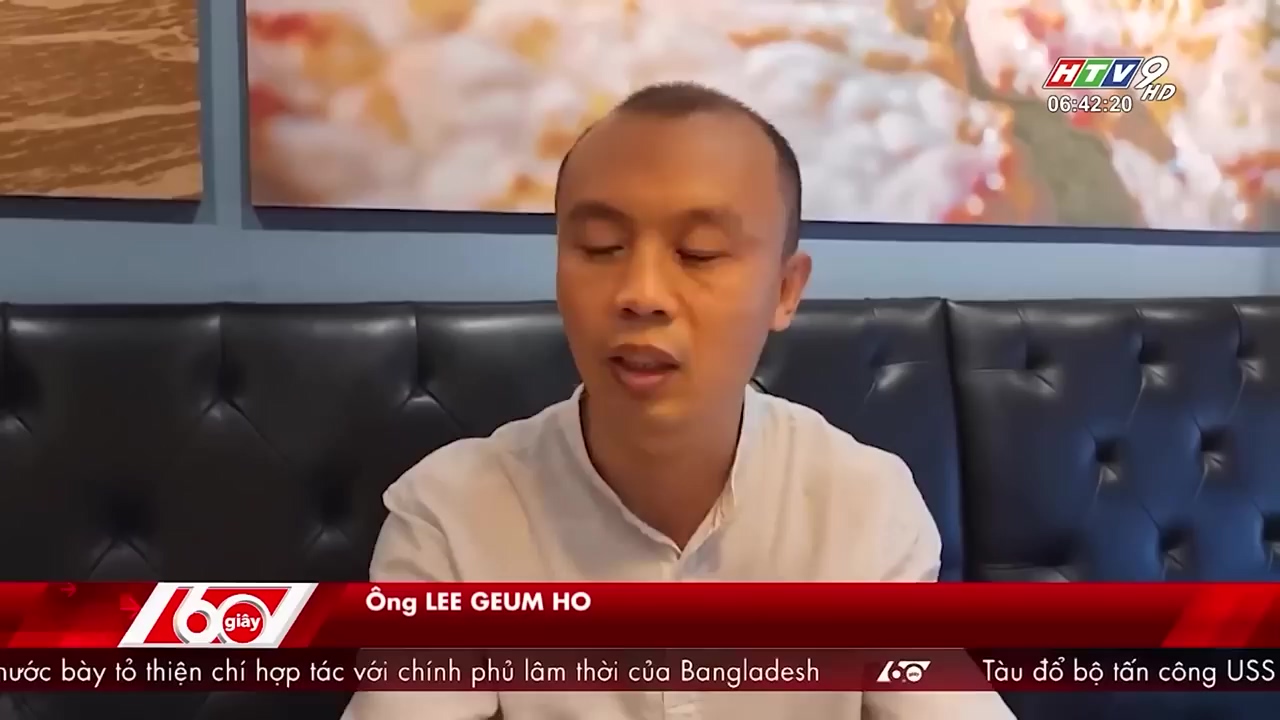 HTV9
HD
06:42:20
Ông LEE GEUM HO
60
giây
nước bày tỏ thiện chí hợp tác với chính phủ lâm thời của Bangladesh
60
Tàu đổ bộ tấn công USS